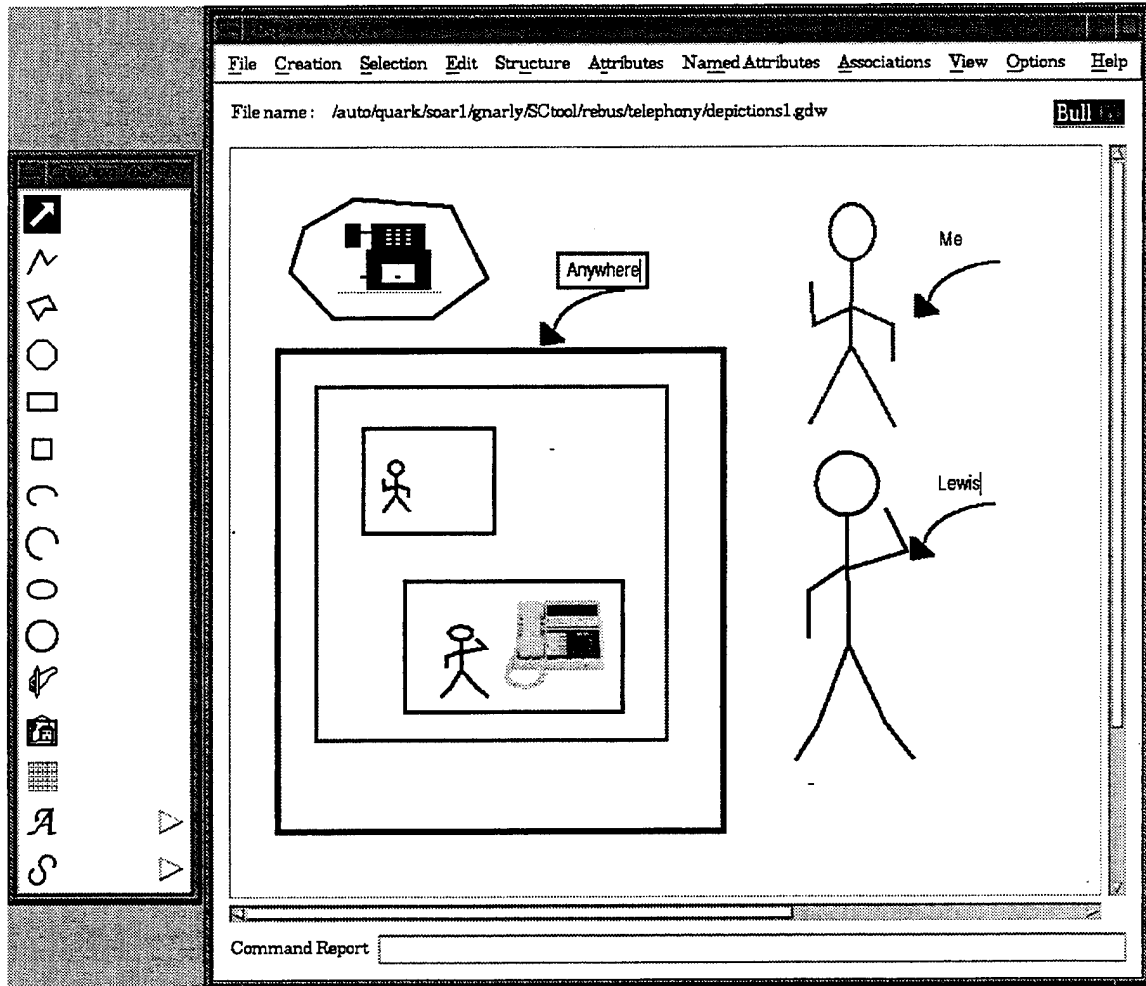 File Creation Selection Edit Structure Attributes Named Attributes Associations View Options Help
File name : /auto/quark/soar1/gnarly/SCtool/rebus/telephony/depictions1.gdw Bull
Me
Anywhere
Lewis
A
Command Report